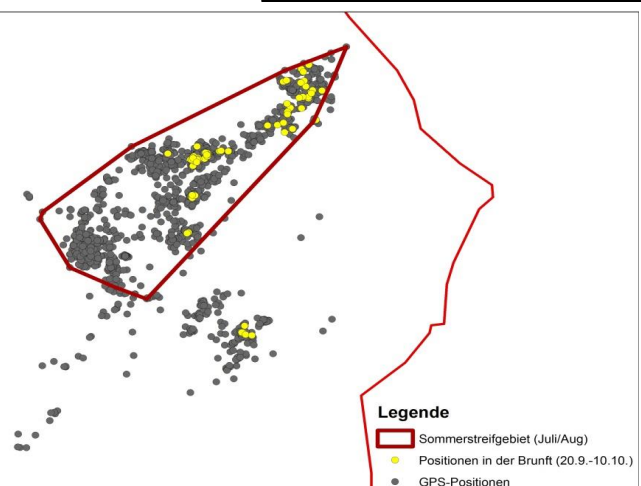 Legende
Sommerstreifgebiet (Juli/Aug)
Positionen in der Brunft (20.9.-10.10.)
GPS-Positionen